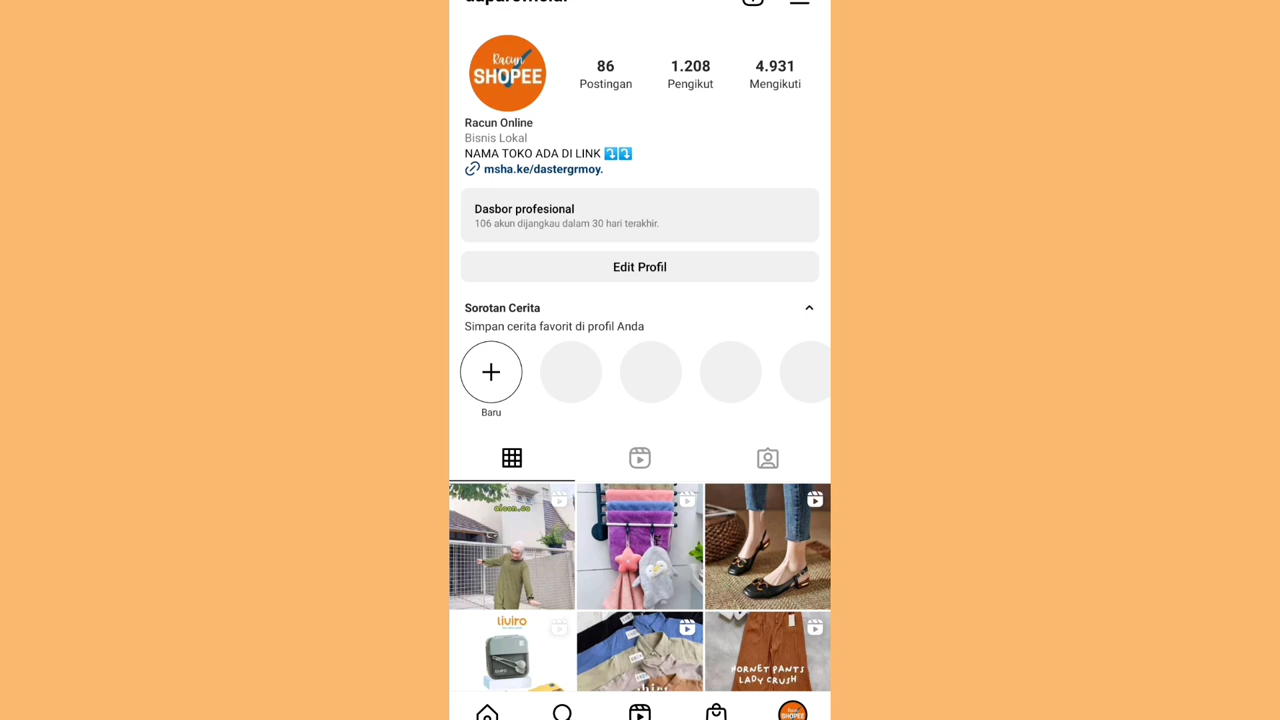 Racun
SHOPEE
86
Postingan
1.208
Pengikut
4.931
Mengikuti
Racun Online
Bisnis Lokal
NAMA TOKO ADA DI LINK
msha.ke/dastergrmoy.
Dasbor profesional
106 akun dijangkau dalam 30 hari terakhir.
Edit Profil
Sorotan Cerita
Simpan cerita favorit di profil Anda
Baru
liviro
HORNET PANTS
LADY CRUSH
SHOPEE